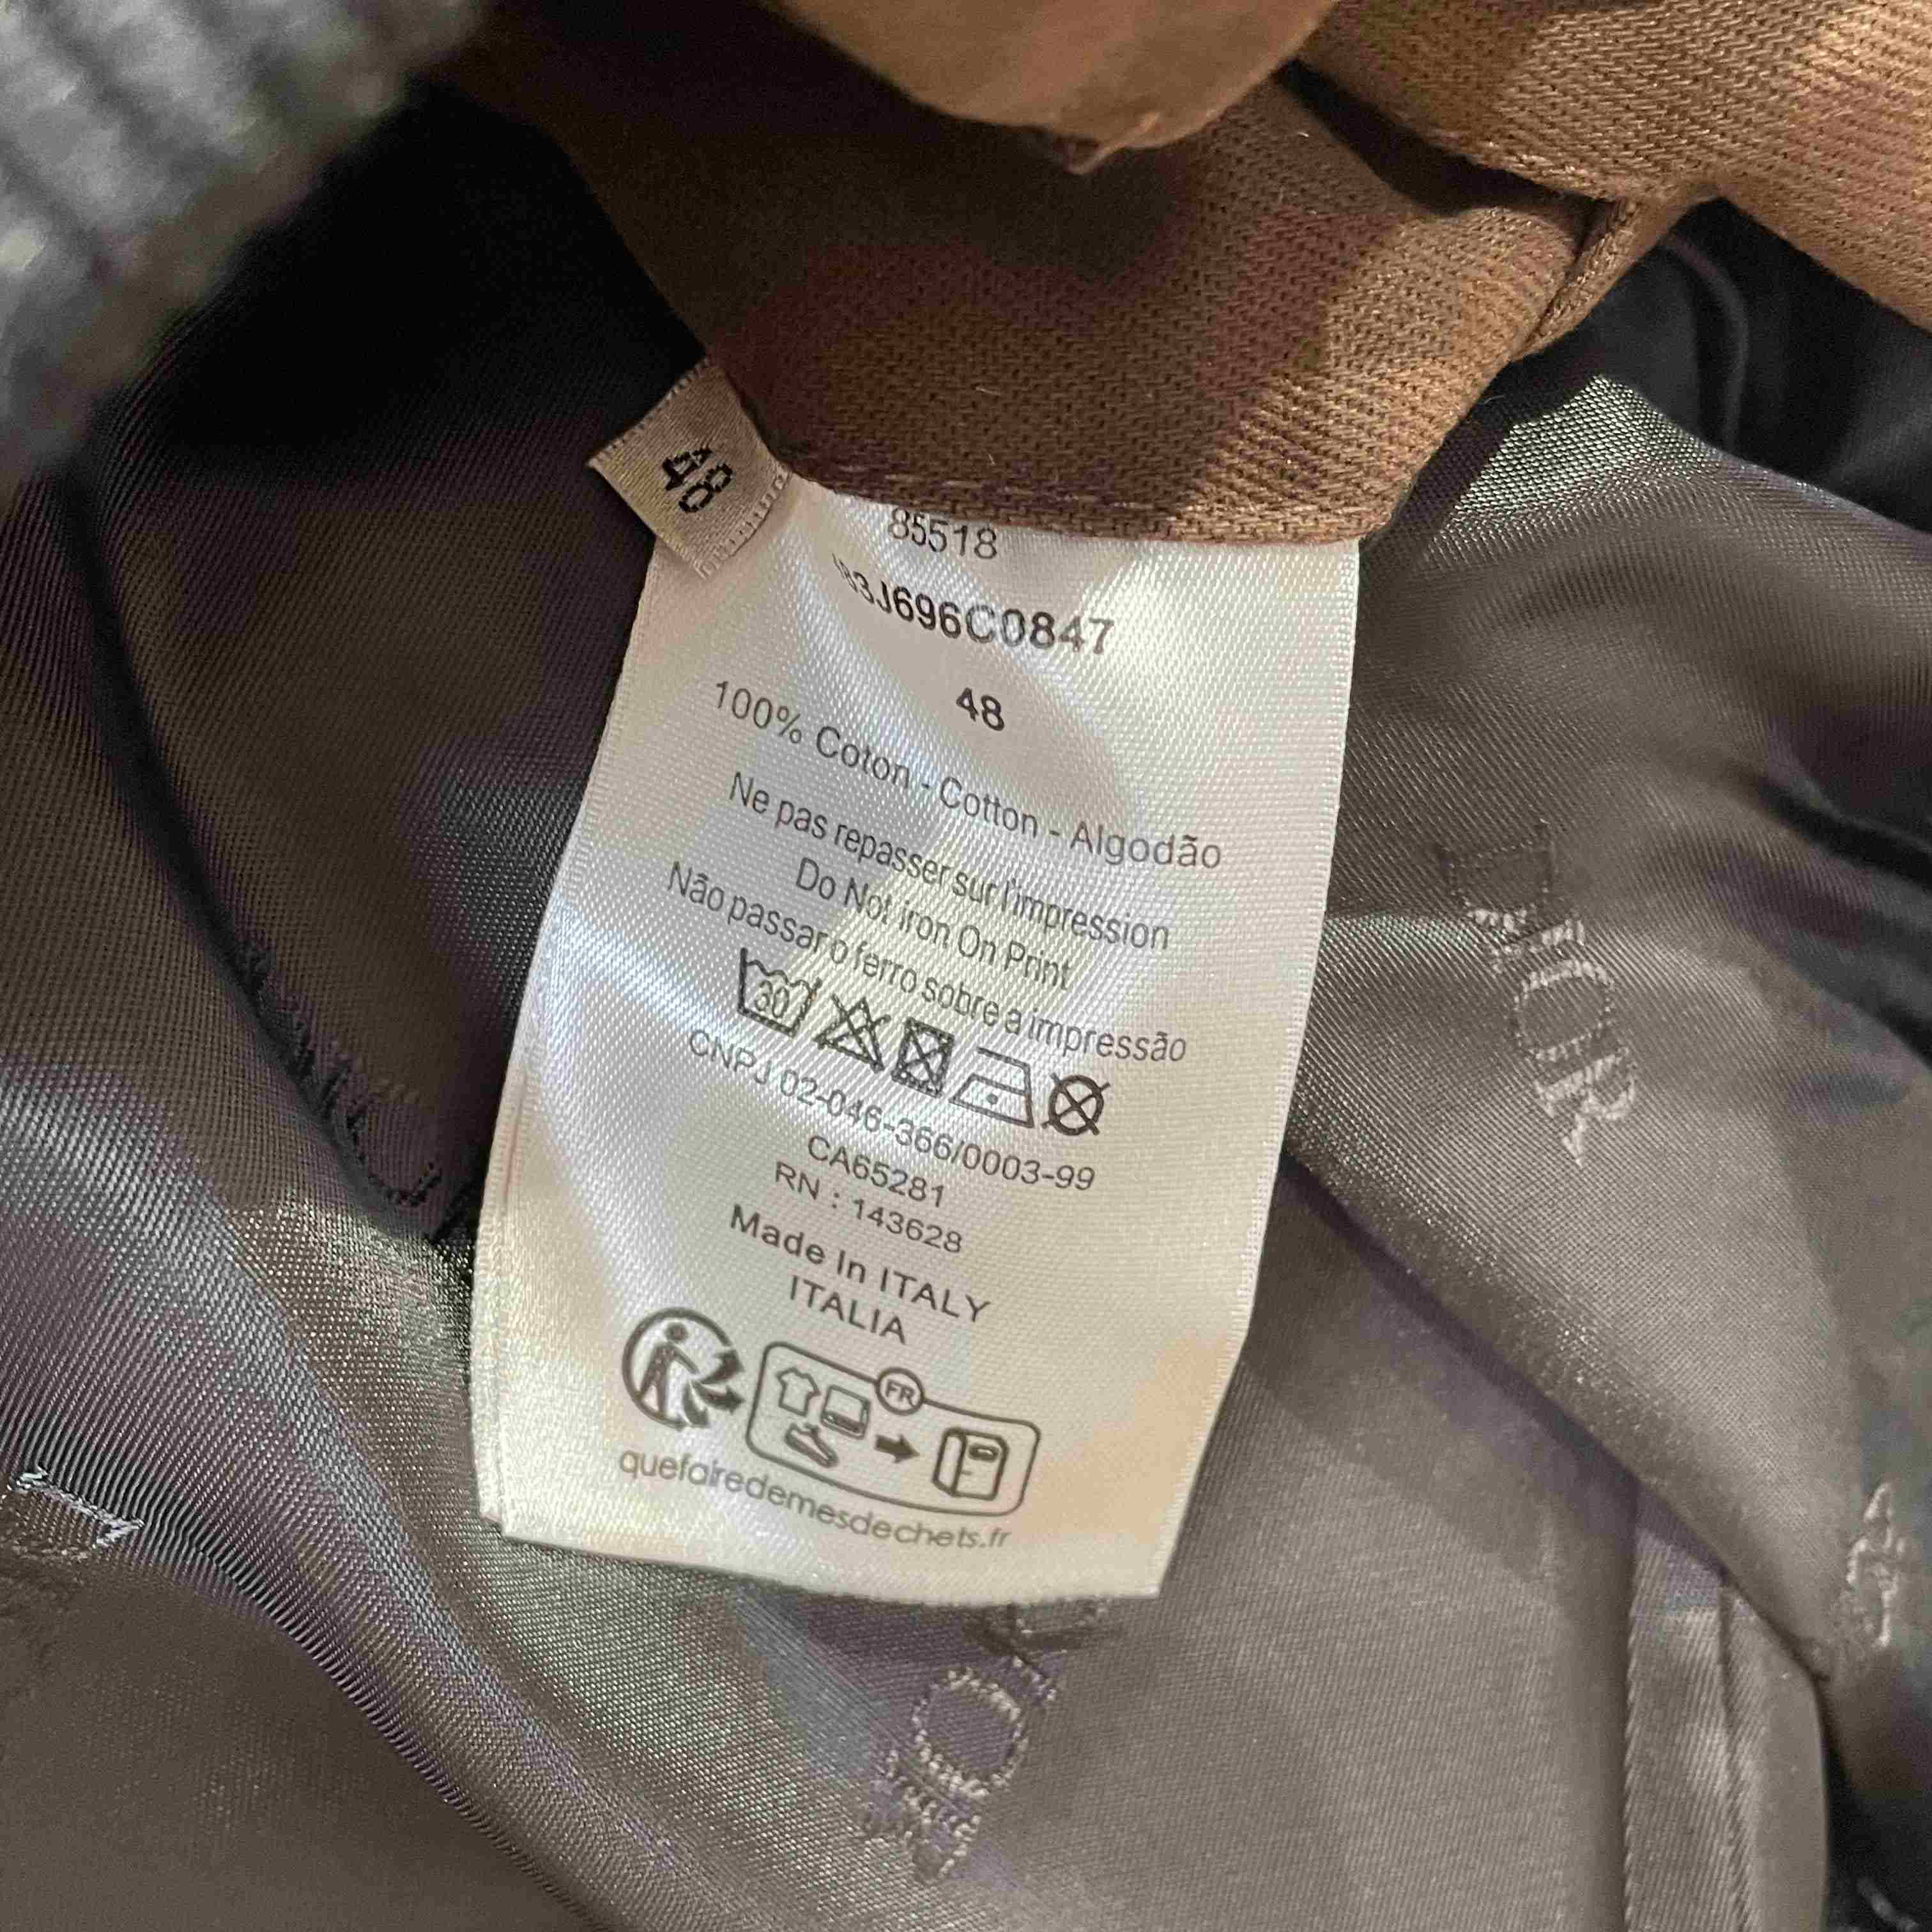 48
85518
3J696C0847
48
100% Coton - Cotton - Algodão
Ne pas repasser sur l'impression
Do Not iron On Print
Não passar o ferro sobre a impressão
30
CNPJ 02-046-366/0003-99
CA65281
RN : 143628
Made In ITALY
ITALIA
FR
quefairedemesdechets.fr
DIOR